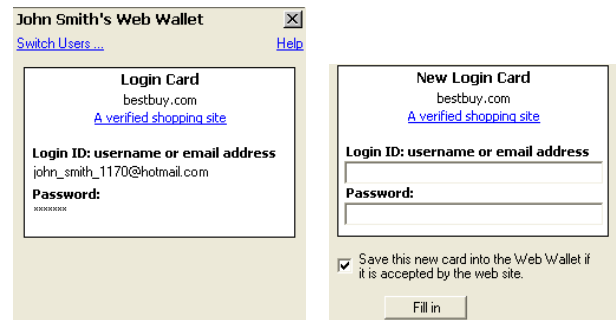 John Smith's Web Wallet
Switch Users ...
Help
Login Card
bestbuy.com
A verified shopping site
Login ID: username or email address
john_smith_1170@hotmail.com
Password:
×××××××
New Login Card
bestbuy.com
A verified shopping site
Login ID: username or email address
Password:
Save this new card into the Web Wallet if
it is accepted by the web site.
Fill in